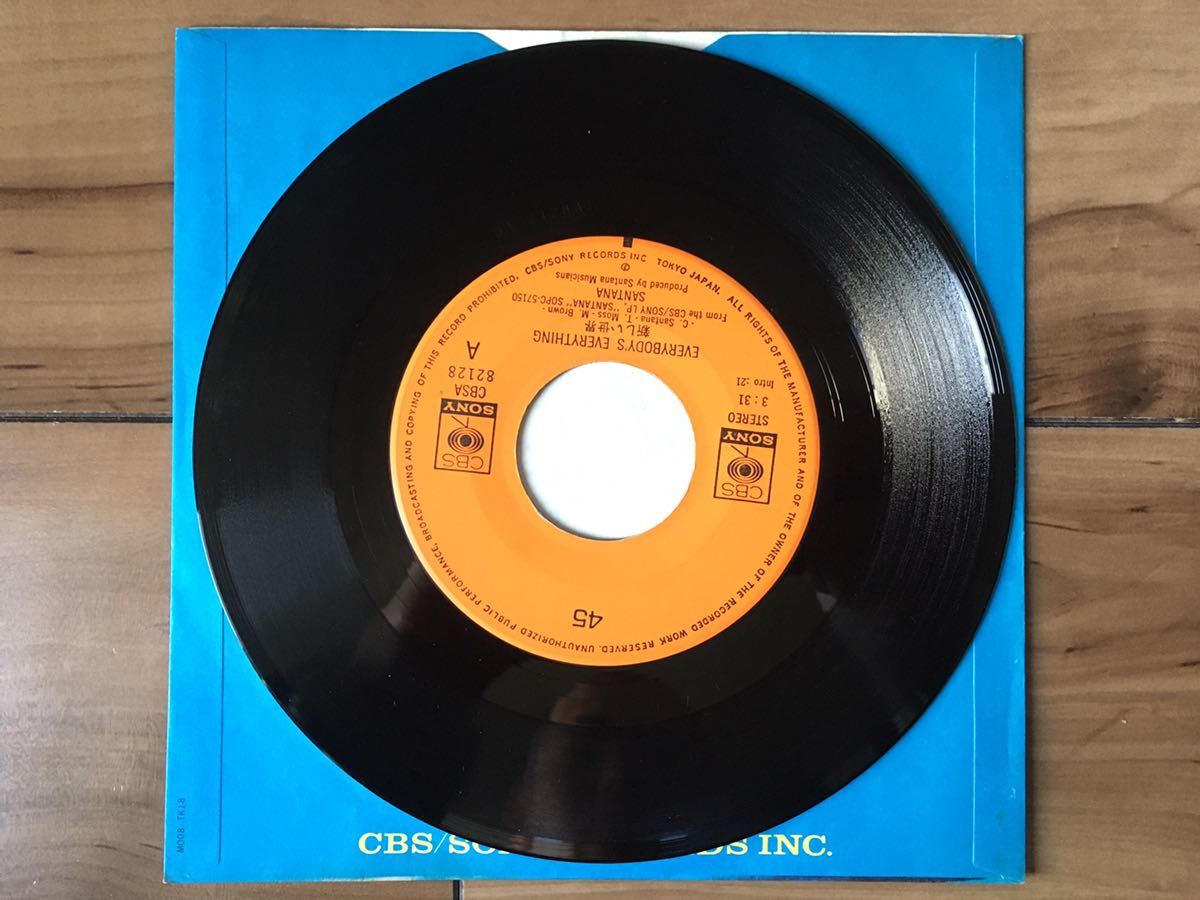 45
CBS
SONY
CBS
SONY
STEREO
3:31
Intro :21
CBSA
82128
A
EVERYBODY'S EVERYTHING
新しい世界
- C. Santana - T. Moss - M. Brown -
From the CBS/SONY LP. "SANTANA" SOPC-57150
SANTANA
Produced by Santana Musicians
Ⓟ
CBS/SONY RECORDS INC TOKYO JAPAN. ALL RIGHTS OF THE MANUFACTURER AND OF THE OWNER OF THE RECORDED WORK RESERVED. UNAUTHORIZED PUBLIC PERFORMANCE, BROADCASTING AND COPYING OF THIS RECORD PROHIBITED.
CBS/SO DS INC.
M008 TK18